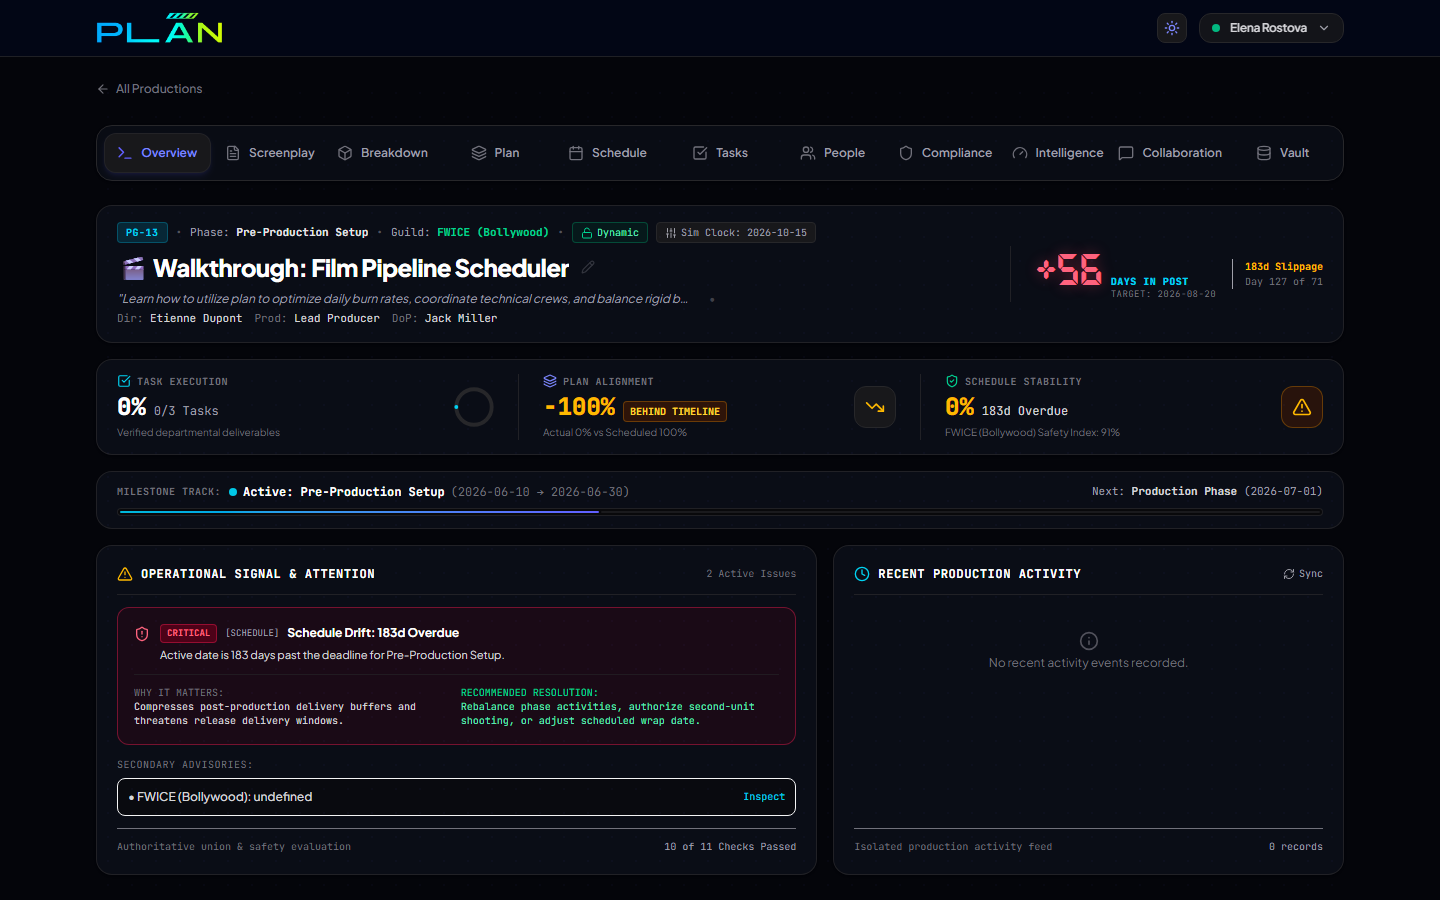 PLAN
Elena Rostova
All Productions
Overview
Screenplay
Breakdown
Plan
Schedule
Tasks
People
Compliance
Intelligence
Collaboration
Vault
PG-13 · Phase: Pre-Production Setup · Guild: FWICE (Bollywood) · Dynamic Sim Clock: 2026-10-15
Walkthrough: Film Pipeline Scheduler
"Learn how to utilize plan to optimize daily burn rates, coordinate technical crews, and balance rigid b...
Dir: Etienne Dupont Prod: Lead Producer DoP: Jack Miller
+56
DAYS IN POST
TARGET: 2026-08-20
183d Slippage
Day 127 of 71
TASK EXECUTION
0% 0/3 Tasks
Verified departmental deliverables
PLAN ALIGNMENT
-100% BEHIND TIMELINE
Actual 0% vs Scheduled 100%
SCHEDULE STABILITY
0% 183d Overdue
FWICE (Bollywood) Safety Index: 91%
MILESTONE TRACK: Active: Pre-Production Setup (2026-06-10 → 2026-06-30)
Next: Production Phase (2026-07-01)
OPERATIONAL SIGNAL & ATTENTION
2 Active Issues
CRITICAL [SCHEDULE] Schedule Drift: 183d Overdue
Active date is 183 days past the deadline for Pre-Production Setup.
WHY IT MATTERS:
Compresses post-production delivery buffers and
threatens release delivery windows.
RECOMMENDED RESOLUTION:
Rebalance phase activities, authorize second-unit
shooting, or adjust scheduled wrap date.
SECONDARY ADVISORIES:
• FWICE (Bollywood): undefined
Inspect
Authoritative union & safety evaluation
10 of 11 Checks Passed
RECENT PRODUCTION ACTIVITY
Sync
No recent activity events recorded.
Isolated production activity feed
0 records